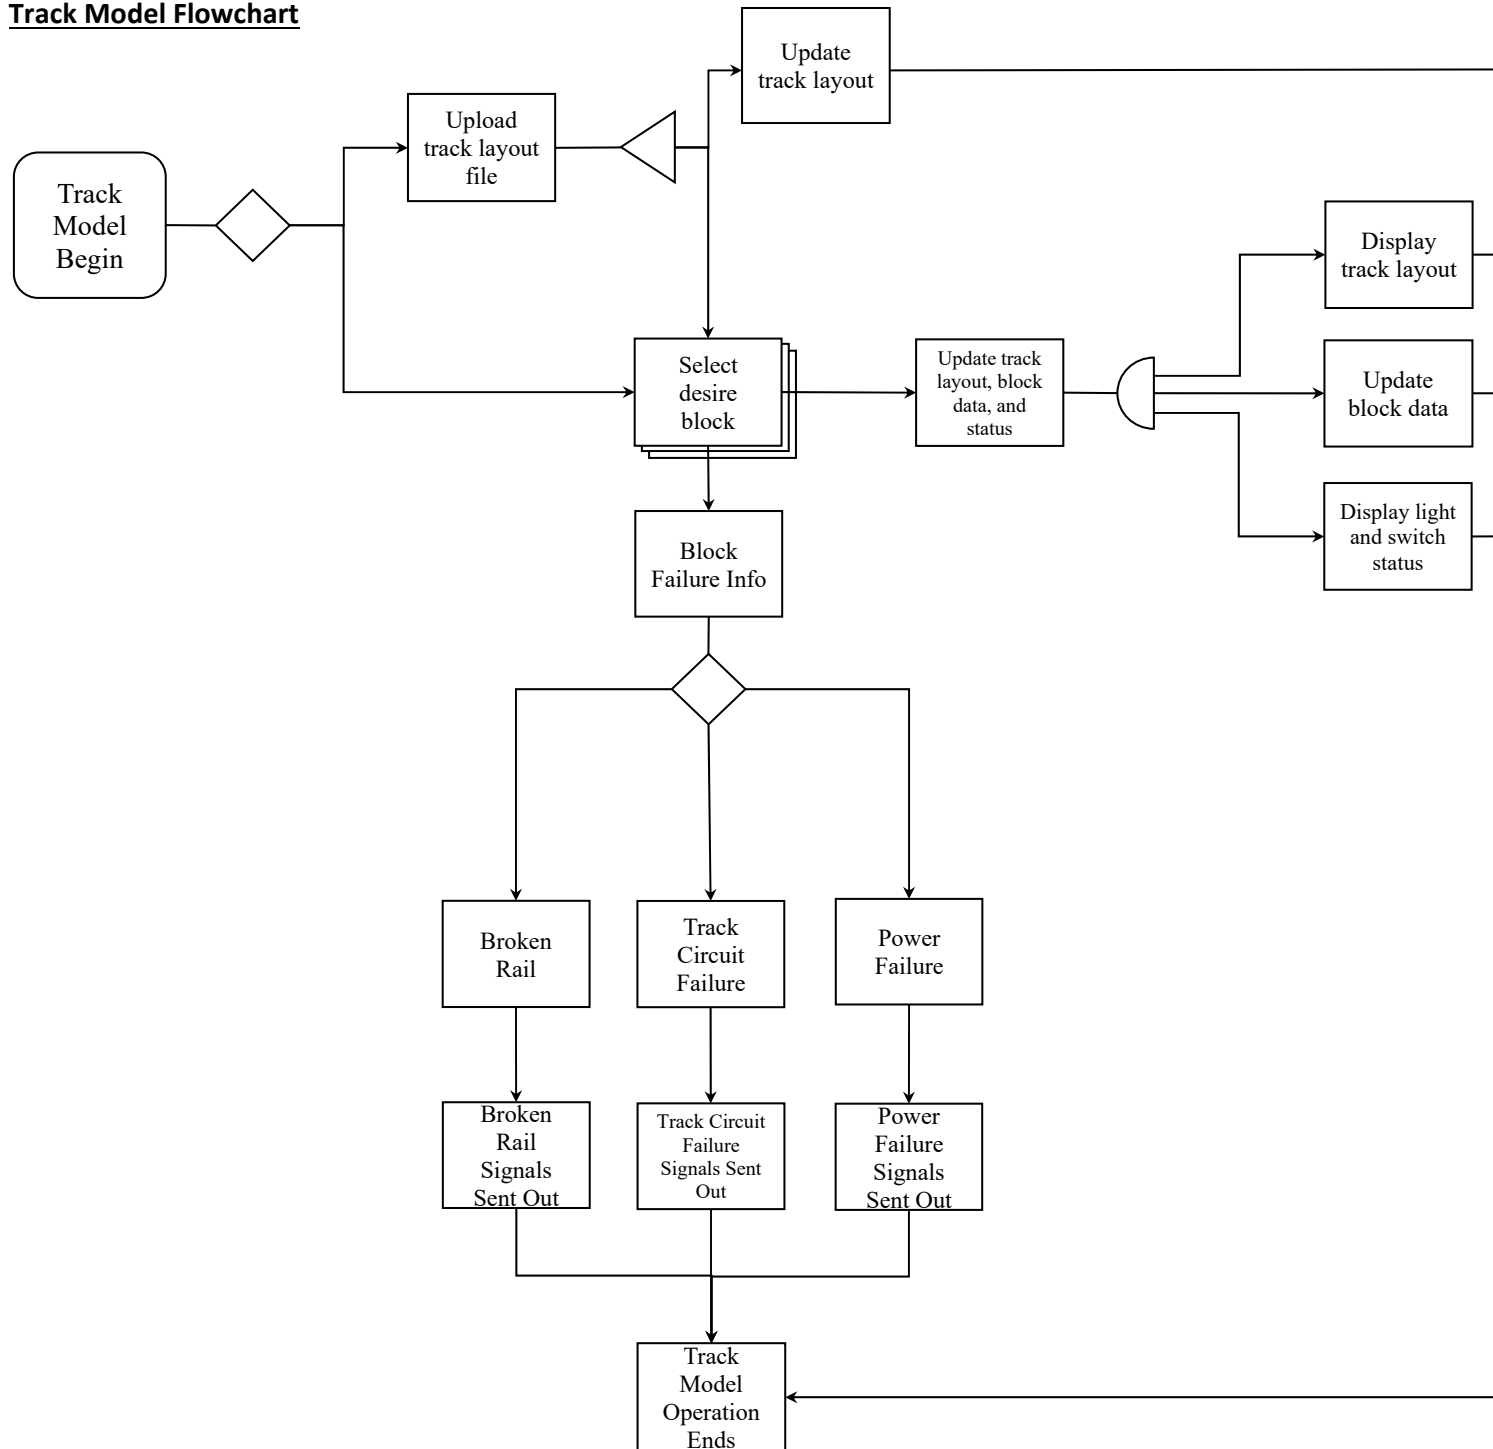 Track Model Flowchart
Update
track layout
Upload
track layout
file
Track
Model
Begin
Display
track layout
Select
desire
block
Update track
layout, block
data, and
status
Update
block data
Display light
and switch
status
Block
Failure Info
Broken
Rail
Track
Circuit
Failure
Power
Failure
Broken
Rail
Signals
Sent Out
Track Circuit
Failure
Signals Sent
Out
Power
Failure
Signals
Sent Out
Track
Model
Operation
Ends